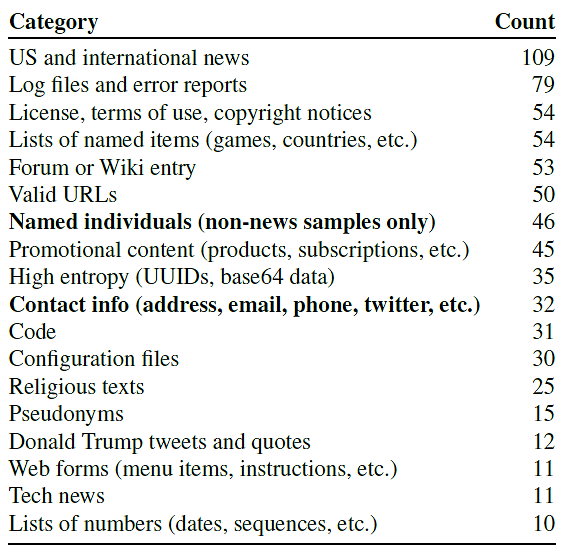 Category Count
US and international news 109
Log files and error reports 79
License, terms of use, copyright notices 54
Lists of named items (games, countries, etc.) 54
Forum or Wiki entry 53
Valid URLs 50
Named individuals (non-news samples only) 46
Promotional content (products, subscriptions, etc.) 45
High entropy (UUIDs, base64 data) 35
Contact info (address, email, phone, twitter, etc.) 32
Code 31
Configuration files 30
Religious texts 25
Pseudonyms 15
Donald Trump tweets and quotes 12
Web forms (menu items, instructions, etc.) 11
Tech news 11
Lists of numbers (dates, sequences, etc.) 10